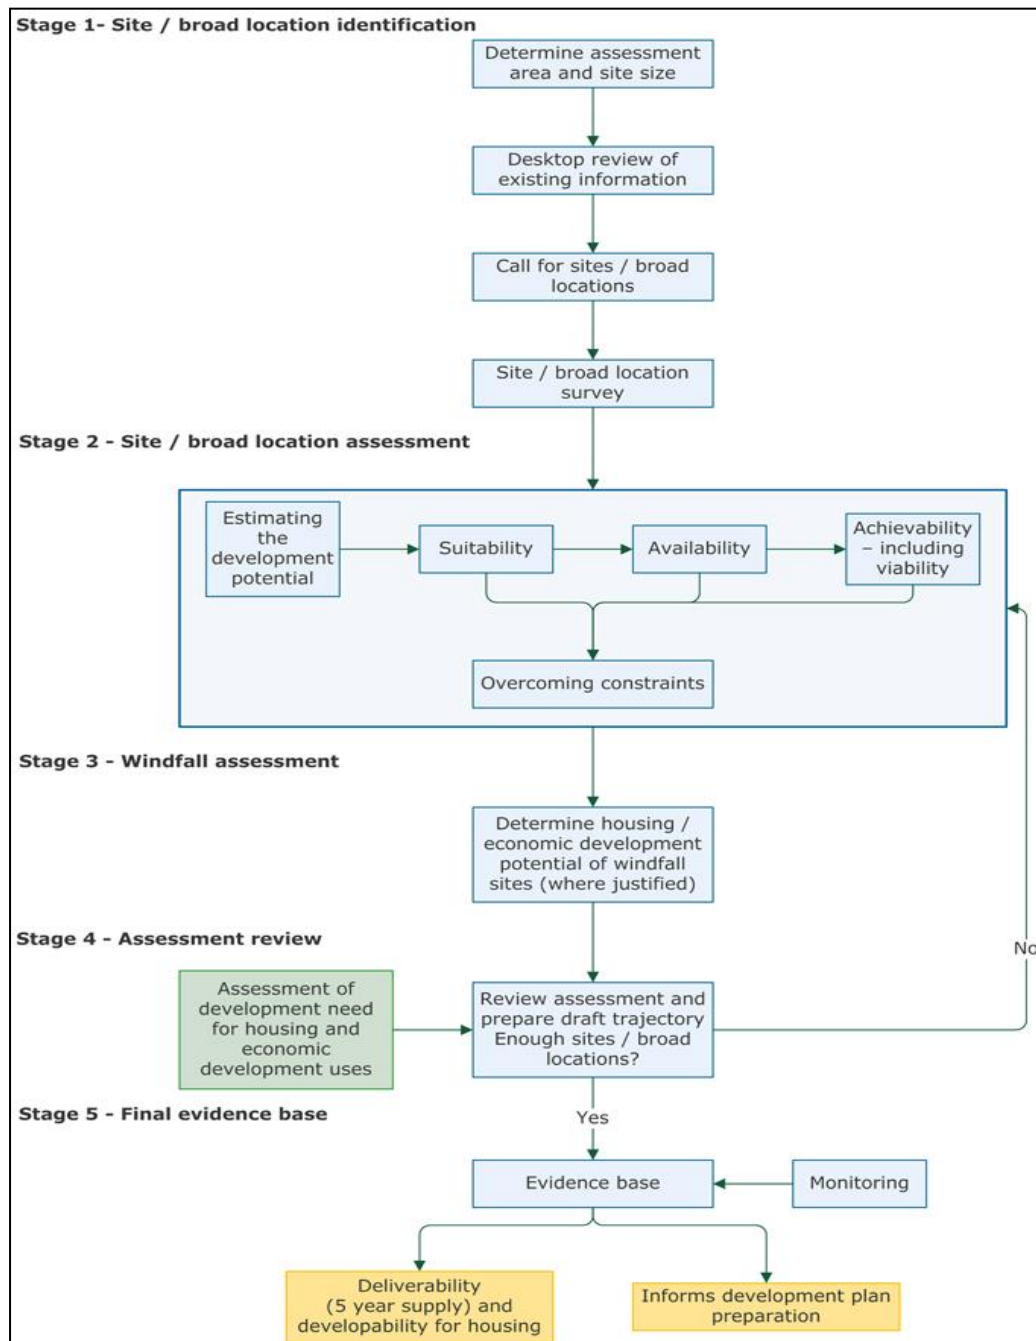 Stage 1- Site / broad location identification
Determine assessment
area and site size
Desktop review of
existing information
Call for sites / broad
locations
Site / broad location
survey
Stage 2 - Site / broad location assessment
Estimating
the
development
potential
Suitability
Availability
Achievability
– including
viability
Overcoming constraints
Stage 3 - Windfall assessment
Determine housing /
economic development
potential of windfall
sites (where justified)
Stage 4 - Assessment review
No
Assessment of
development need
for housing and
economic
development uses
Review assessment and
prepare draft trajectory
Enough sites / broad
locations?
Stage 5 - Final evidence base
Yes
Evidence base
Monitoring
Deliverability
(5 year supply) and
developability for housing
Informs development plan
preparation